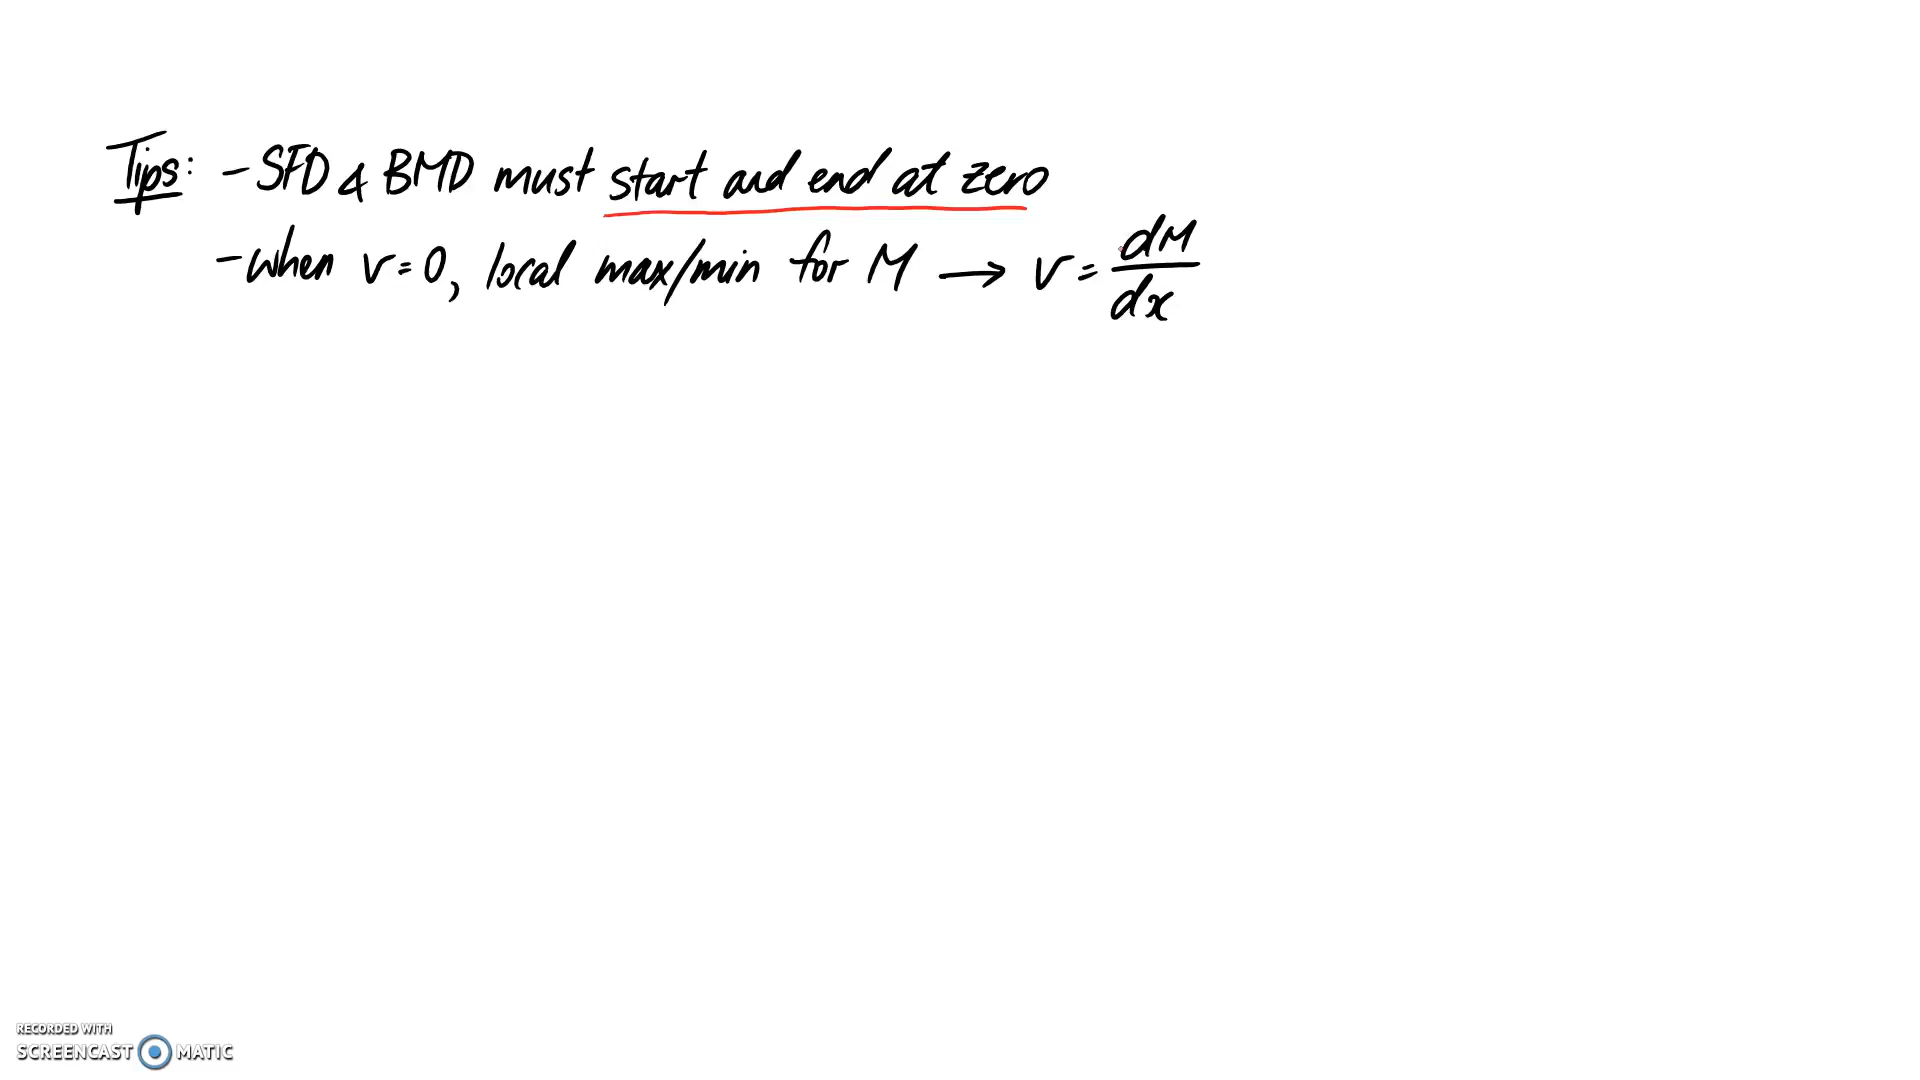 Tips: - SFD & BMD must start and end at zero
- when v = 0, local max/min for M → v = dM/dx
RECORDED WITH
SCREENCAST MATIC